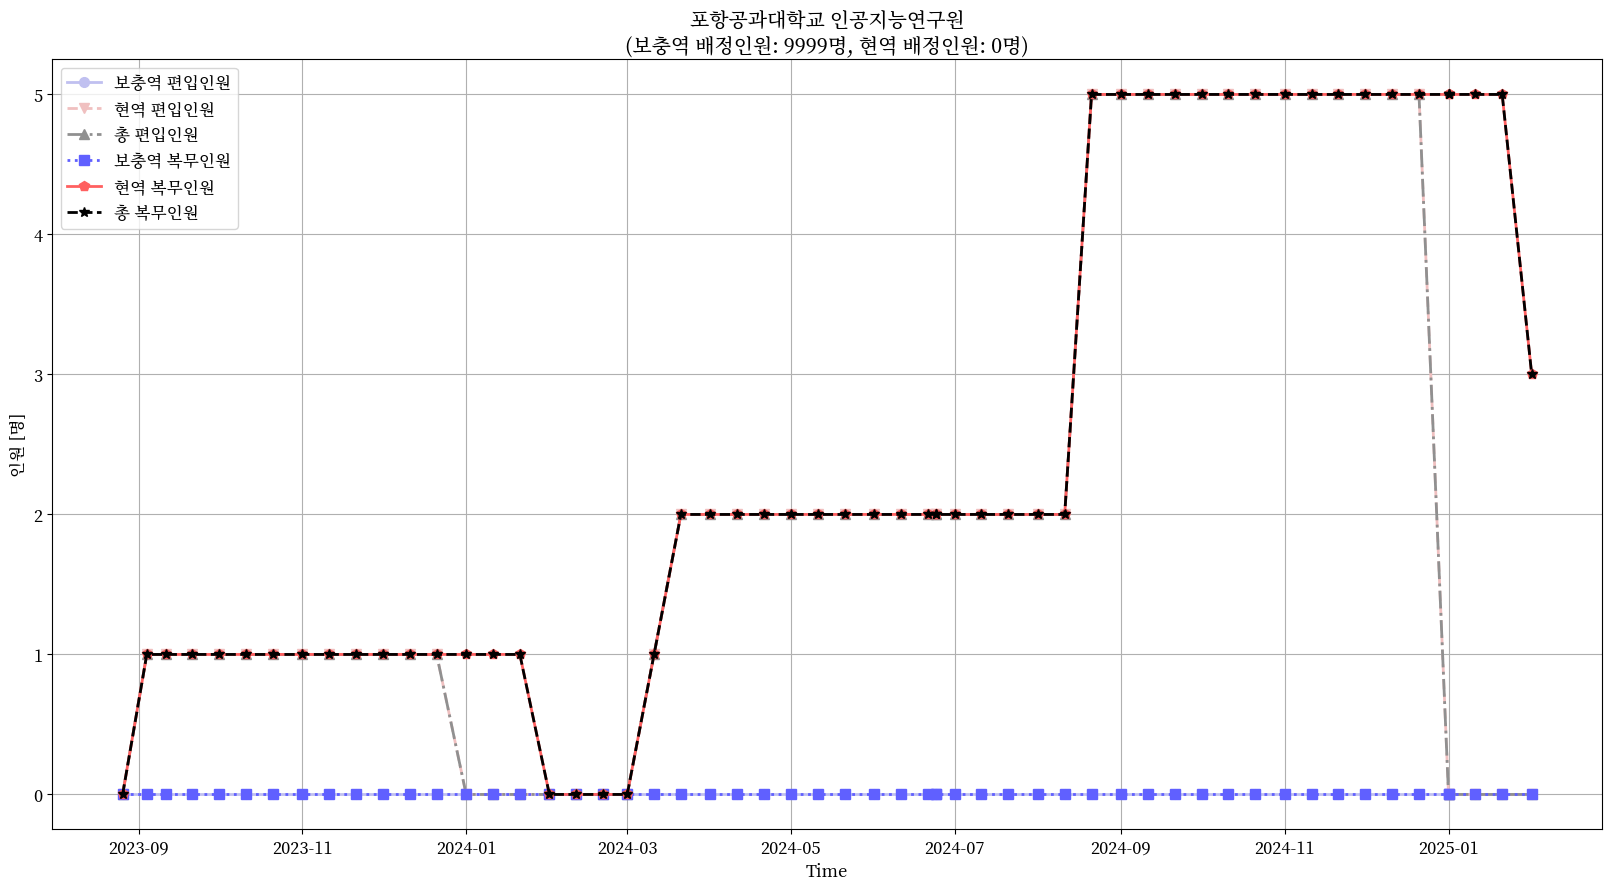 포항공과대학교 인공지능연구원
(보충역 배정인원: 9999명, 현역 배정인원: 0명)
보충역 편입인원
현역 편입인원
총 편입인원
보충역 복무인원
현역 복무인원
총 복무인원
인원 [명]
5
4
3
2
1
0
2023-09
2023-11
2024-01
2024-03
2024-05
2024-07
2024-09
2024-11
2025-01
Time